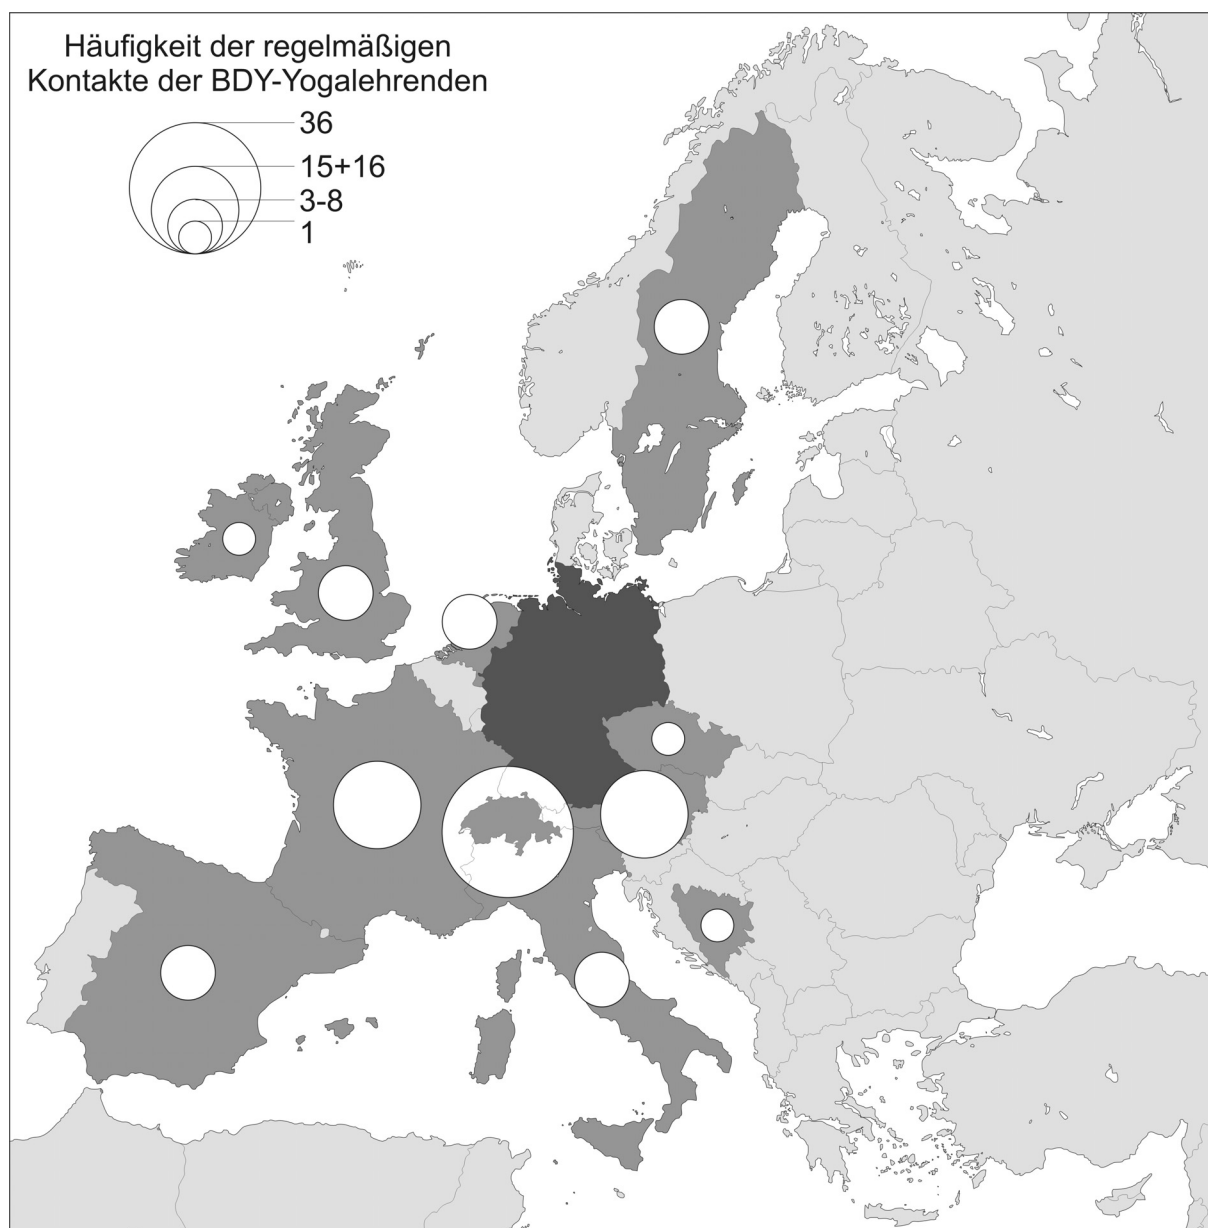 Häufigkeit der regelmäßigen
Kontakte der BDY-Yogalehrenden
36
15+16
3-8
1